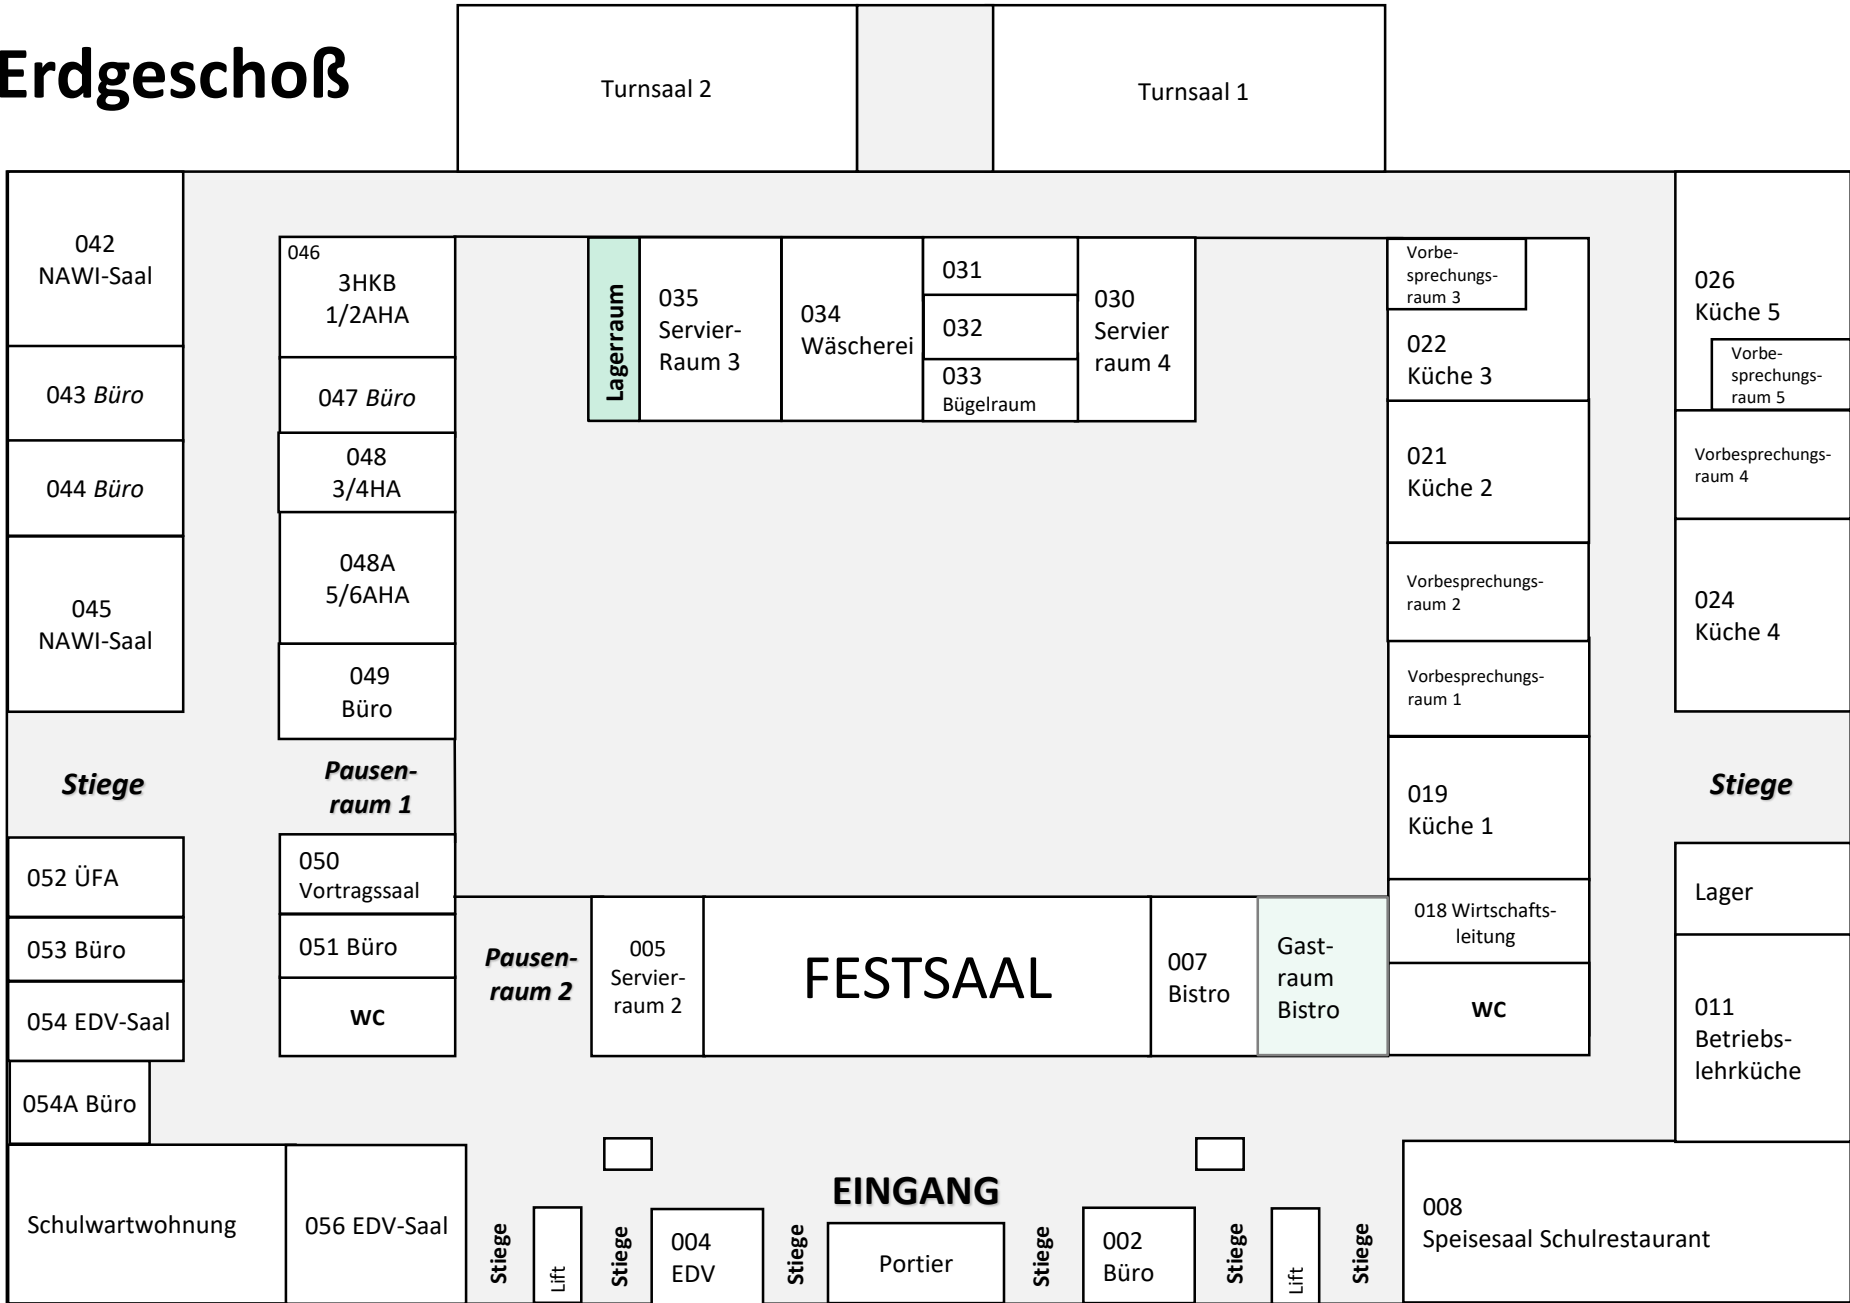 Erdgeschoß
Turnsaal 2
Turnsaal 1
042
NAWI-Saal
043 Büro
044 Büro
045
NAWI-Saal
Stiege
052 ÜFA
053 Büro
054 EDV-Saal
054A Büro
Schulwartwohnung
046
3HKB
1/2AHA
047 Büro
048
3/4HA
048A
5/6AHA
049
Büro
Pausen-
raum 1
050
Vortragssaal
051 Büro
WC
056 EDV-Saal
Lagerraum
035
Servier-
Raum 3
034
Wäscherei
031
032
033
Bügelraum
030
Servier
raum 4
Pausen-
raum 2
005
Servier-
raum 2
FESTSAAL
007
Bistro
Gast-
raum
Bistro
Vorbe-
sprechungs-
raum 3
022
Küche 3
021
Küche 2
Vorbesprechungs-
raum 2
Vorbesprechungs-
raum 1
019
Küche 1
018 Wirtschafts-
leitung
WC
026
Küche 5
Vorbe-
sprechungs-
raum 5
Vorbesprechungs-
raum 4
024
Küche 4
Stiege
Lager
011
Betriebs-
lehrküche
EINGANG
Stiege
Lift
Stiege
004
EDV
Stiege
Portier
Stiege
002
Büro
Stiege
Lift
Stiege
008
Speisesaal Schulrestaurant